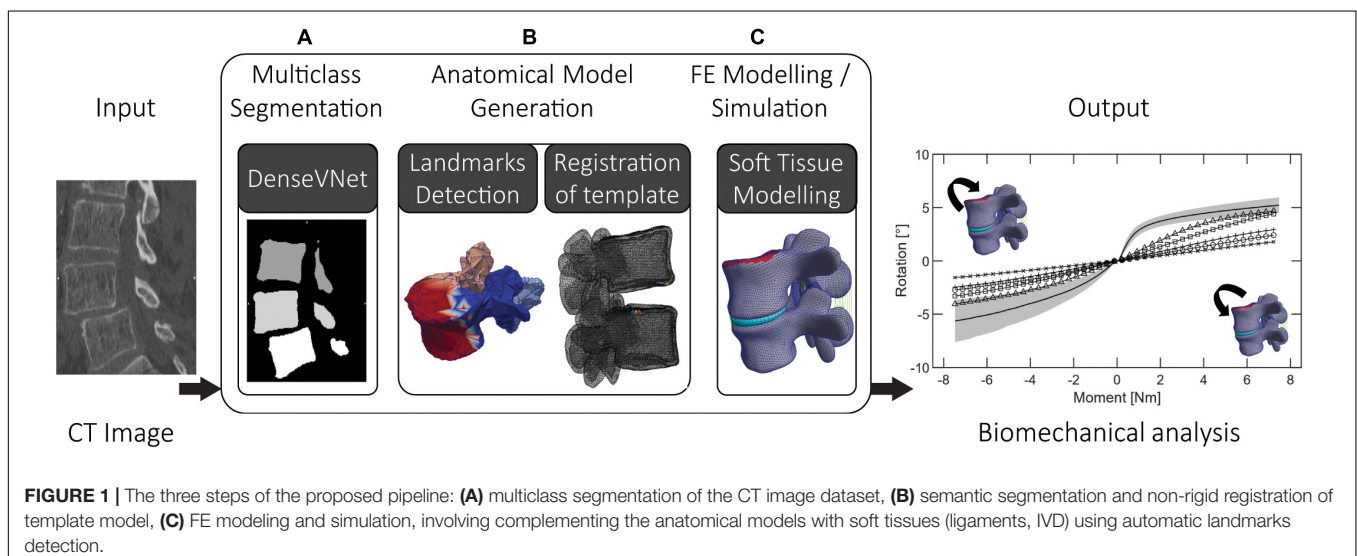 A
B
C
Input
Multiclass
Segmentation
Anatomical Model
Generation
FE Modelling /
Simulation
Output
DenseVNet
Landmarks
Detection
Registration
of template
Soft Tissue
Modelling
CT Image
Rotation [°]
10
5
0
-5
-10
-8 -6 -4 -2 0 2 4 6 8
Moment [Nm]
Biomechanical analysis
FIGURE 1 | The three steps of the proposed pipeline: (A) multiclass segmentation of the CT image dataset, (B) semantic segmentation and non-rigid registration of
template model, (C) FE modeling and simulation, involving complementing the anatomical models with soft tissues (ligaments, IVD) using automatic landmarks
detection.